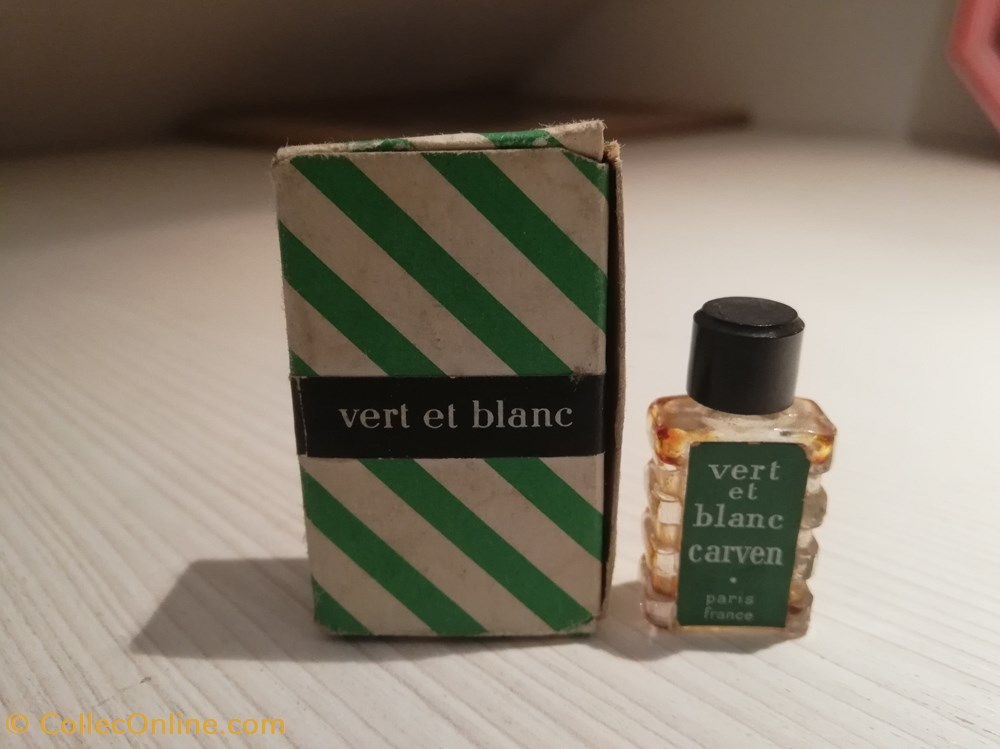 vert et blanc
vert
et
blanc
carven
paris
france
© CollecOnline.com